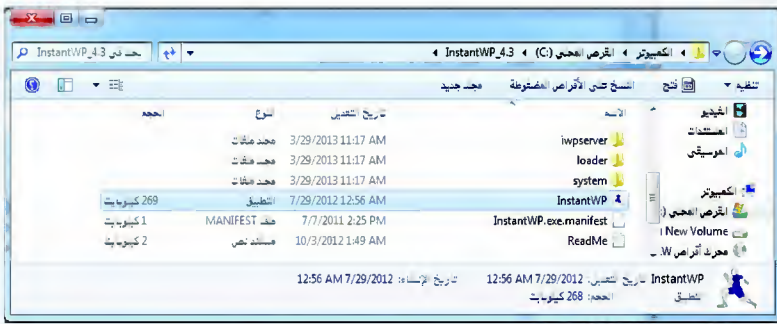 InstantWP_4.3 ◂ القرص المحلي (C:) ◂ الكمبيوتر
بحث في InstantWP_4.3
تنظيم
فتح
النسخ على الأقراص المضغوطة
مجلد جديد
الاسم
تاريخ التعديل
النوع
الحجم
iwpserver 3/29/2013 11:17 AM مجلد ملفات
loader 3/29/2013 11:17 AM مجلد ملفات
system 3/29/2013 11:17 AM مجلد ملفات
InstantWP 7/29/2012 12:56 AM التطبيق 269 كيلوبايت
InstantWP.exe.manifest 7/7/2011 2:25 PM ملف MANIFEST 1 كيلوبايت
ReadMe 10/3/2012 1:49 AM مستند نص 2 كيلوبايت
الفيديو
المستندات
الموسيقى
الكمبيوتر
القرص المحلي (:
New Volume
محرك أقراص W
InstantWP تاريخ التعديل: 7/29/2012 12:56 AM تاريخ الإنشاء: 7/29/2012 12:56 AM
التطبيق الحجم: 268 كيلوبايت